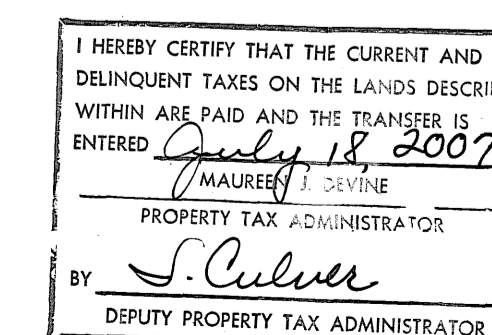 I HEREBY CERTIFY THAT THE CURRENT AND
DELINQUENT TAXES ON THE LANDS DESCRI
WITHIN ARE PAID AND THE TRANSFER IS
ENTERED July 18, 2007
MAUREEN J. DEVINE
PROPERTY TAX ADMINISTRATOR
BY S. Culver
DEPUTY PROPERTY TAX ADMINISTRATOR